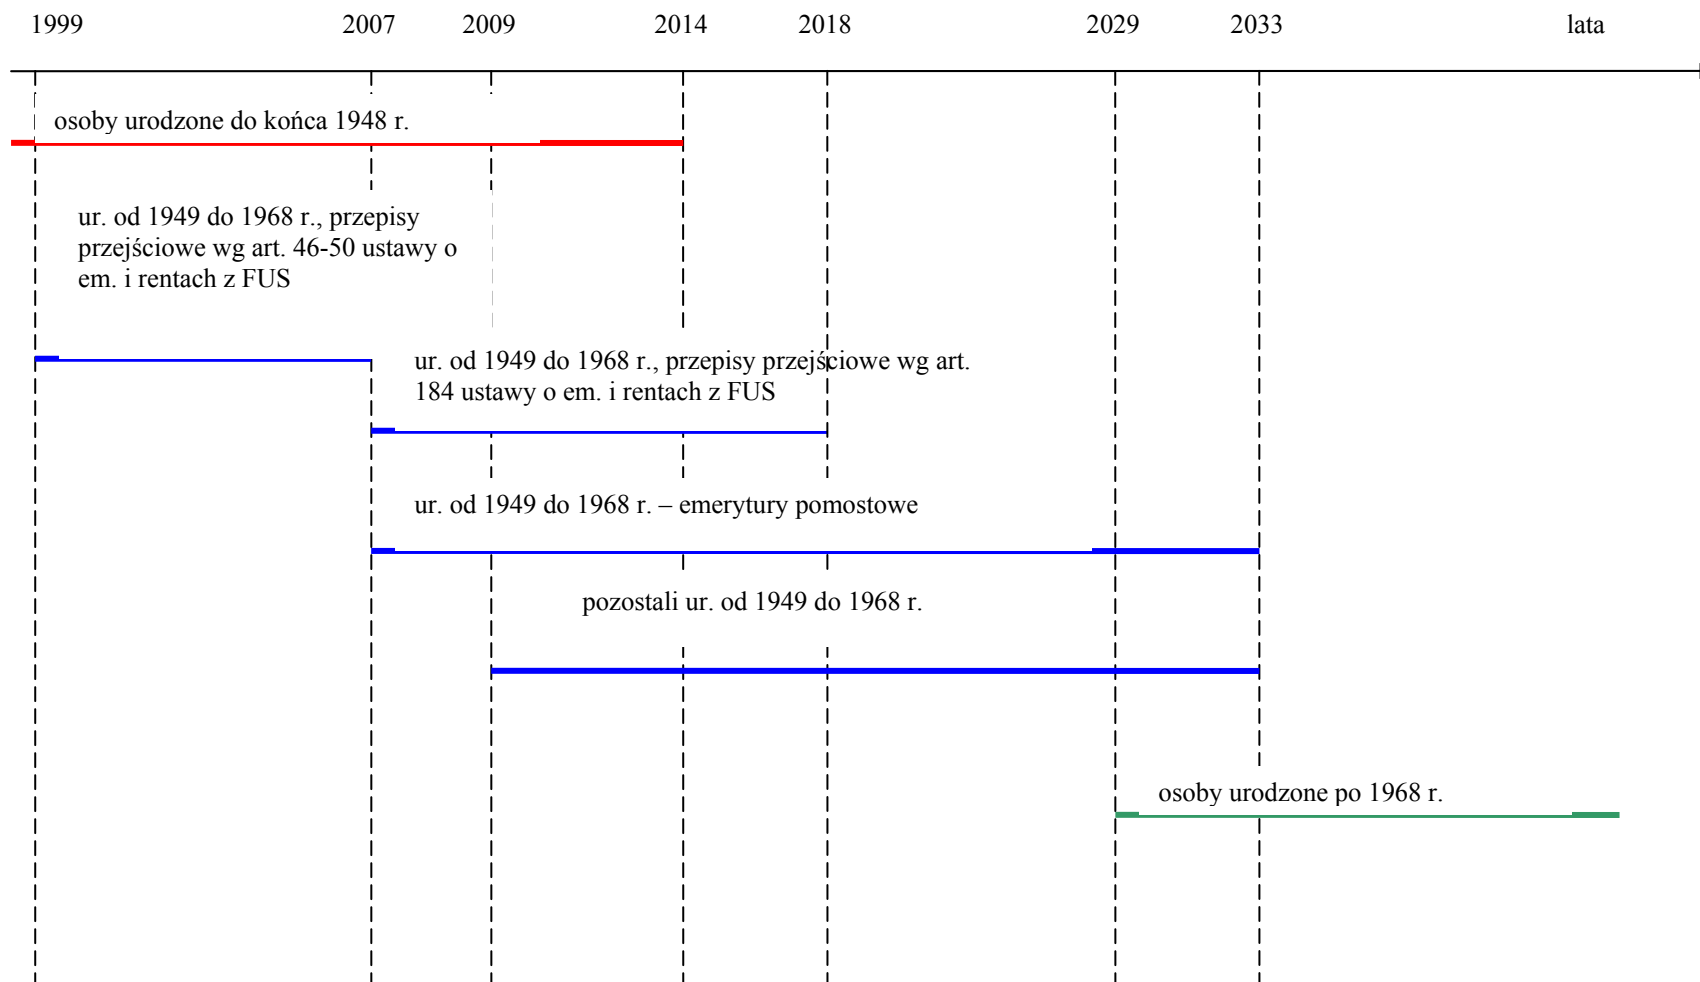 1999 2007 2009 2014 2018 2029 2033 lata
osoby urodzone do końca 1948 r.
ur. od 1949 do 1968 r., przepisy
przejściowe wg art. 46-50 ustawy o
em. i rentach z FUS
ur. od 1949 do 1968 r., przepisy przejściowe wg art.
184 ustawy o em. i rentach z FUS
ur. od 1949 do 1968 r. – emerytury pomostowe
pozostali ur. od 1949 do 1968 r.
osoby urodzone po 1968 r.